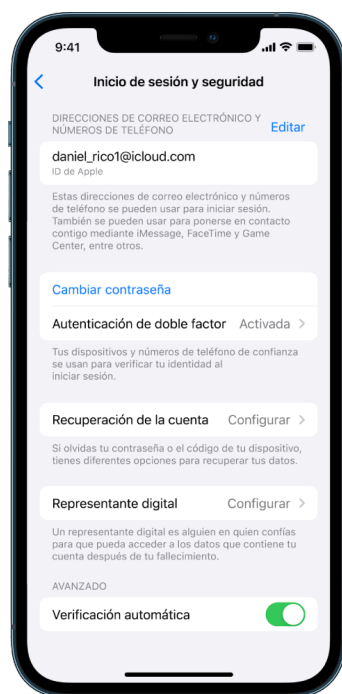 9:41
Inicio de sesión y seguridad
DIRECCIONES DE CORREO ELECTRÓNICO Y
NÚMEROS DE TELÉFONO
Editar
daniel_rico1@icloud.com
ID de Apple
Estas direcciones de correo electrónico y números
de teléfono se pueden usar para iniciar sesión.
También se pueden usar para ponerse en contacto
contigo mediante iMessage, FaceTime y Game
Center, entre otros.
Cambiar contraseña
Autenticación de doble factor Activada
Tus dispositivos y números de teléfono de confianza
se usan para verificar tu identidad al
iniciar sesión.
Recuperación de la cuenta Configurar
Si olvidas tu contraseña o el código de tu dispositivo,
tienes diferentes opciones para recuperar tus datos.
Representante digital Configurar
Un representante digital es alguien en quien confías
para que pueda acceder a los datos que contiene tu
cuenta después de tu fallecimiento.
AVANZADO
Verificación automática